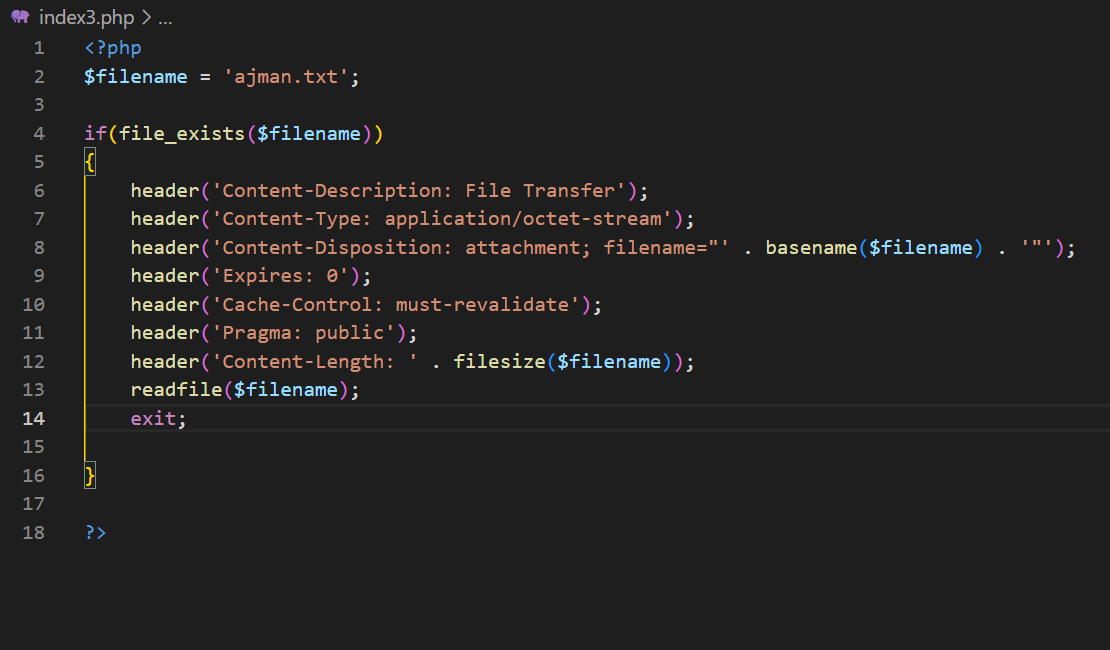 index3.php > ...
1 <?php
2 $filename = 'ajman.txt';
3
4 if(file_exists($filename))
5 {
6     header('Content-Description: File Transfer');
7     header('Content-Type: application/octet-stream');
8     header('Content-Disposition: attachment; filename="' . basename($filename) . '"');
9     header('Expires: 0');
10     header('Cache-Control: must-revalidate');
11     header('Pragma: public');
12     header('Content-Length: ' . filesize($filename));
13     readfile($filename);
14     exit;
15
16 }
17
18 ?>